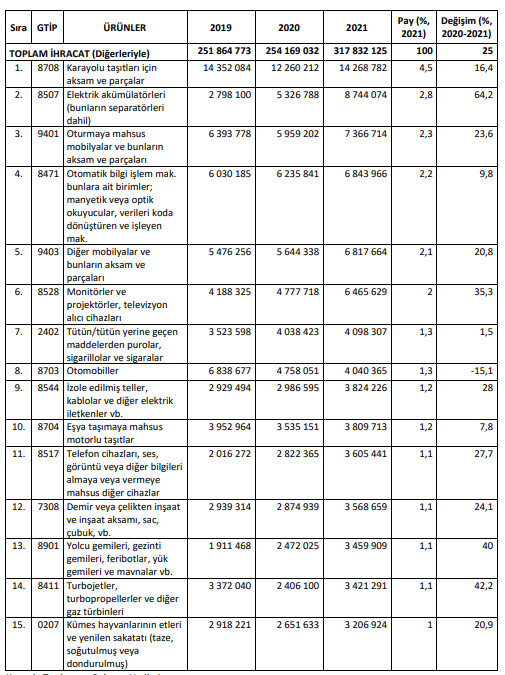 Sıra GTİP ÜRÜNLER 2019 2020 2021 Pay (%, 2021) Değişim (%, 2020-2021)
TOPLAM İHRACAT (Diğerleriyle) 251 864 773 254 169 032 317 832 125 100 25
1. 8708 Karayolu taşıtları için 14 352 084 12 260 212 14 268 782 4,5 16,4
aksam ve parçalar
2. 8507 Elektrik akümülatörleri 2 798 100 5 326 788 8 744 074 2,8 64,2
(bunların separatörleri
dahil)
3. 9401 Oturmaya mahsus 6 393 778 5 959 202 7 366 714 2,3 23,6
mobilyalar ve bunların
aksam ve parçaları
4. 8471 Otomatik bilgi işlem mak. 6 030 185 6 235 841 6 843 966 2,2 9,8
bunlara ait birimler;
manyetik veya optik
okuyucular, verileri koda
dönüştüren ve işleyen
mak.
5. 9403 Diğer mobilyalar ve 5 476 256 5 644 338 6 817 664 2,1 20,8
bunların aksam ve
parçaları
6. 8528 Monitörler ve 4 188 325 4 777 718 6 465 629 2 35,3
projektörler, televizyon
alıcı cihazları
7. 2402 Tütün/tütün yerine geçen 3 523 598 4 038 423 4 098 307 1,3 1,5
maddelerden purolar,
sigarillolar ve sigaralar
8. 8703 Otomobiller 6 838 677 4 758 051 4 040 365 1,3 -15,1
9. 8544 İzole edilmiş teller, 2 929 494 2 986 595 3 824 226 1,2 28
kablolar ve diğer elektrik
iletkenler vb.
10. 8704 Eşya taşımaya mahsus 3 952 964 3 535 151 3 809 713 1,2 7,8
motorlu taşıtlar
11. 8517 Telefon cihazları, ses, 2 016 272 2 822 365 3 605 441 1,1 27,7
görüntü veya diğer bilgileri
almaya veya vermeye
mahsus diğer cihazlar
12. 7308 Demir veya çelikten inşaat 2 939 314 2 874 939 3 568 659 1,1 24,1
ve inşaat aksamı, sac,
çubuk, vb.
13. 8901 Yolcu gemileri, gezinti 1 911 468 2 472 025 3 459 909 1,1 40
gemileri, feribotlar, yük
gemileri ve mavnalar vb.
14. 8411 Turbojetler, 3 372 040 2 406 100 3 421 291 1,1 42,2
turbopropellerler ve diğer
gaz türbinleri
15. 0207 Kümes hayvanlarının etleri 2 918 221 2 651 633 3 206 924 1 20,9
ve yenilen sakatatı (taze,
soğutulmuş veya
dondurulmuş)